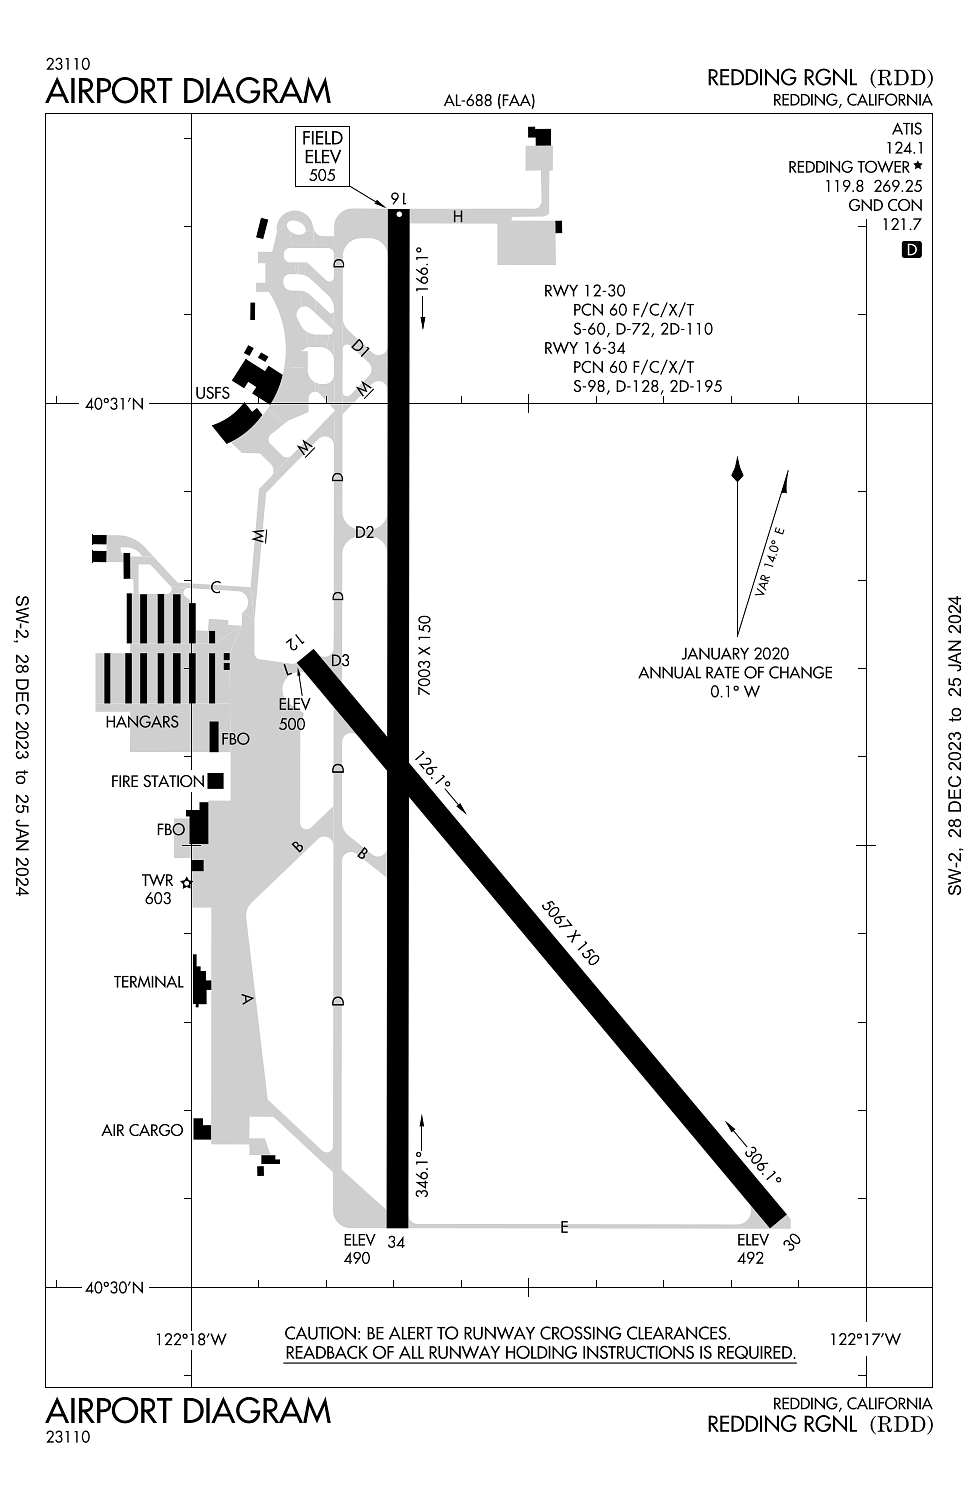 23110
AIRPORT DIAGRAM
AL-688 (FAA)
REDDING RGNL (RDD)
REDDING, CALIFORNIA
ATIS
124.1
REDDING TOWER★
119.8 269.25
GND CON
121.7
D
FIELD
ELEV
505
16
H
D
166.1°
RWY 12-30
PCN 60 F/C/X/T
S-60, D-72, 2D-110
RWY 16-34
PCN 60 F/C/X/T
S-98, D-128, 2D-195
D1
W
USFS
40°31'N
W
D
W
D2
VAR 14.0° E
C
D
7003 X 150
JANUARY 2020
ANNUAL RATE OF CHANGE
0.1° W
12
D3
1
ELEV
500
HANGARS
FBO
D
126.1°
FIRE STATION
FBO
B
B
TWR
603
5067 X 150
TERMINAL
A
D
AIR CARGO
346.1°
306.1°
E
ELEV
490
34
ELEV
492
30
40°30'N
122°18'W
122°17'W
CAUTION: BE ALERT TO RUNWAY CROSSING CLEARANCES.
READBACK OF ALL RUNWAY HOLDING INSTRUCTIONS IS REQUIRED.
SW-2, 28 DEC 2023 to 25 JAN 2024
SW-2, 28 DEC 2023 to 25 JAN 2024
AIRPORT DIAGRAM
23110
REDDING, CALIFORNIA
REDDING RGNL (RDD)